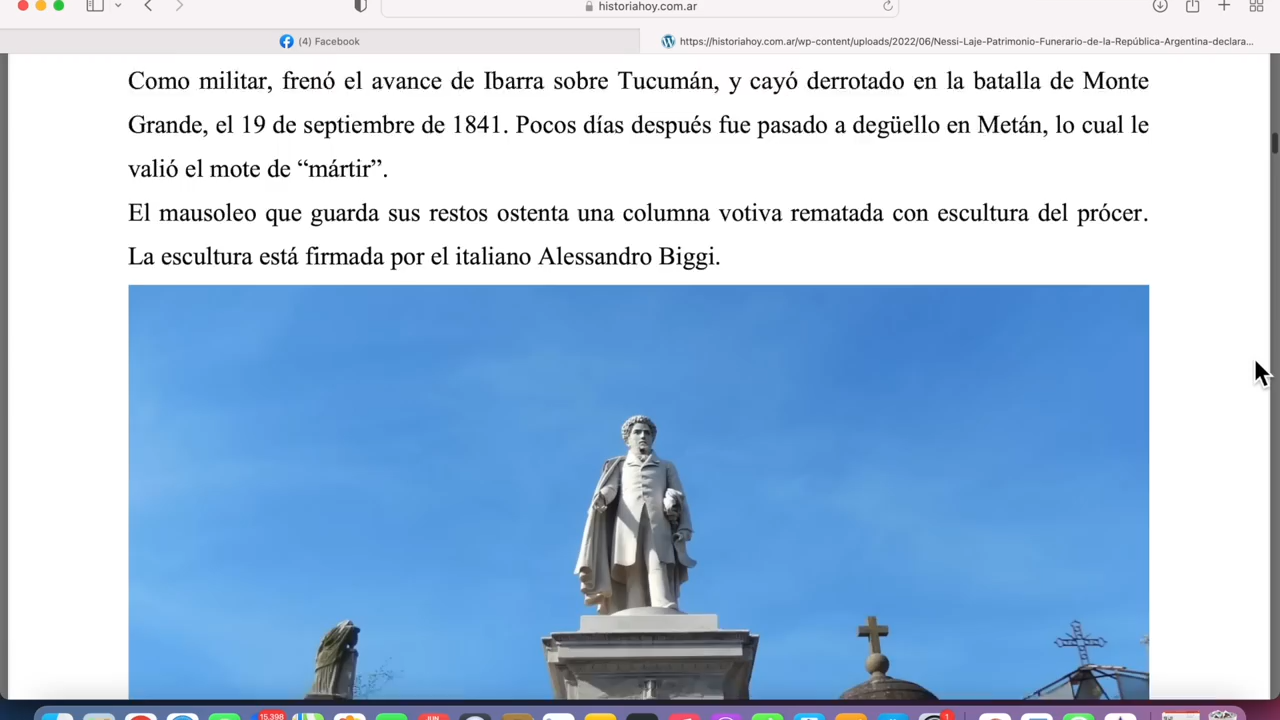 historiahoy.com.ar
(4) Facebook
https://historiahoy.com.ar/wp-content/uploads/2022/06/Nessi-Laje-Patrimonio-Funerario-de-la-República-Argentina-declara...
Como militar, frenó el avance de Ibarra sobre Tucumán, y cayó derrotado en la batalla de Monte
Grande, el 19 de septiembre de 1841. Pocos días después fue pasado a degüello en Metán, lo cual le
valió el mote de “mártir”.
El mausoleo que guarda sus restos ostenta una columna votiva rematada con escultura del prócer.
La escultura está firmada por el italiano Alessandro Biggi.
15.398
JUN
1